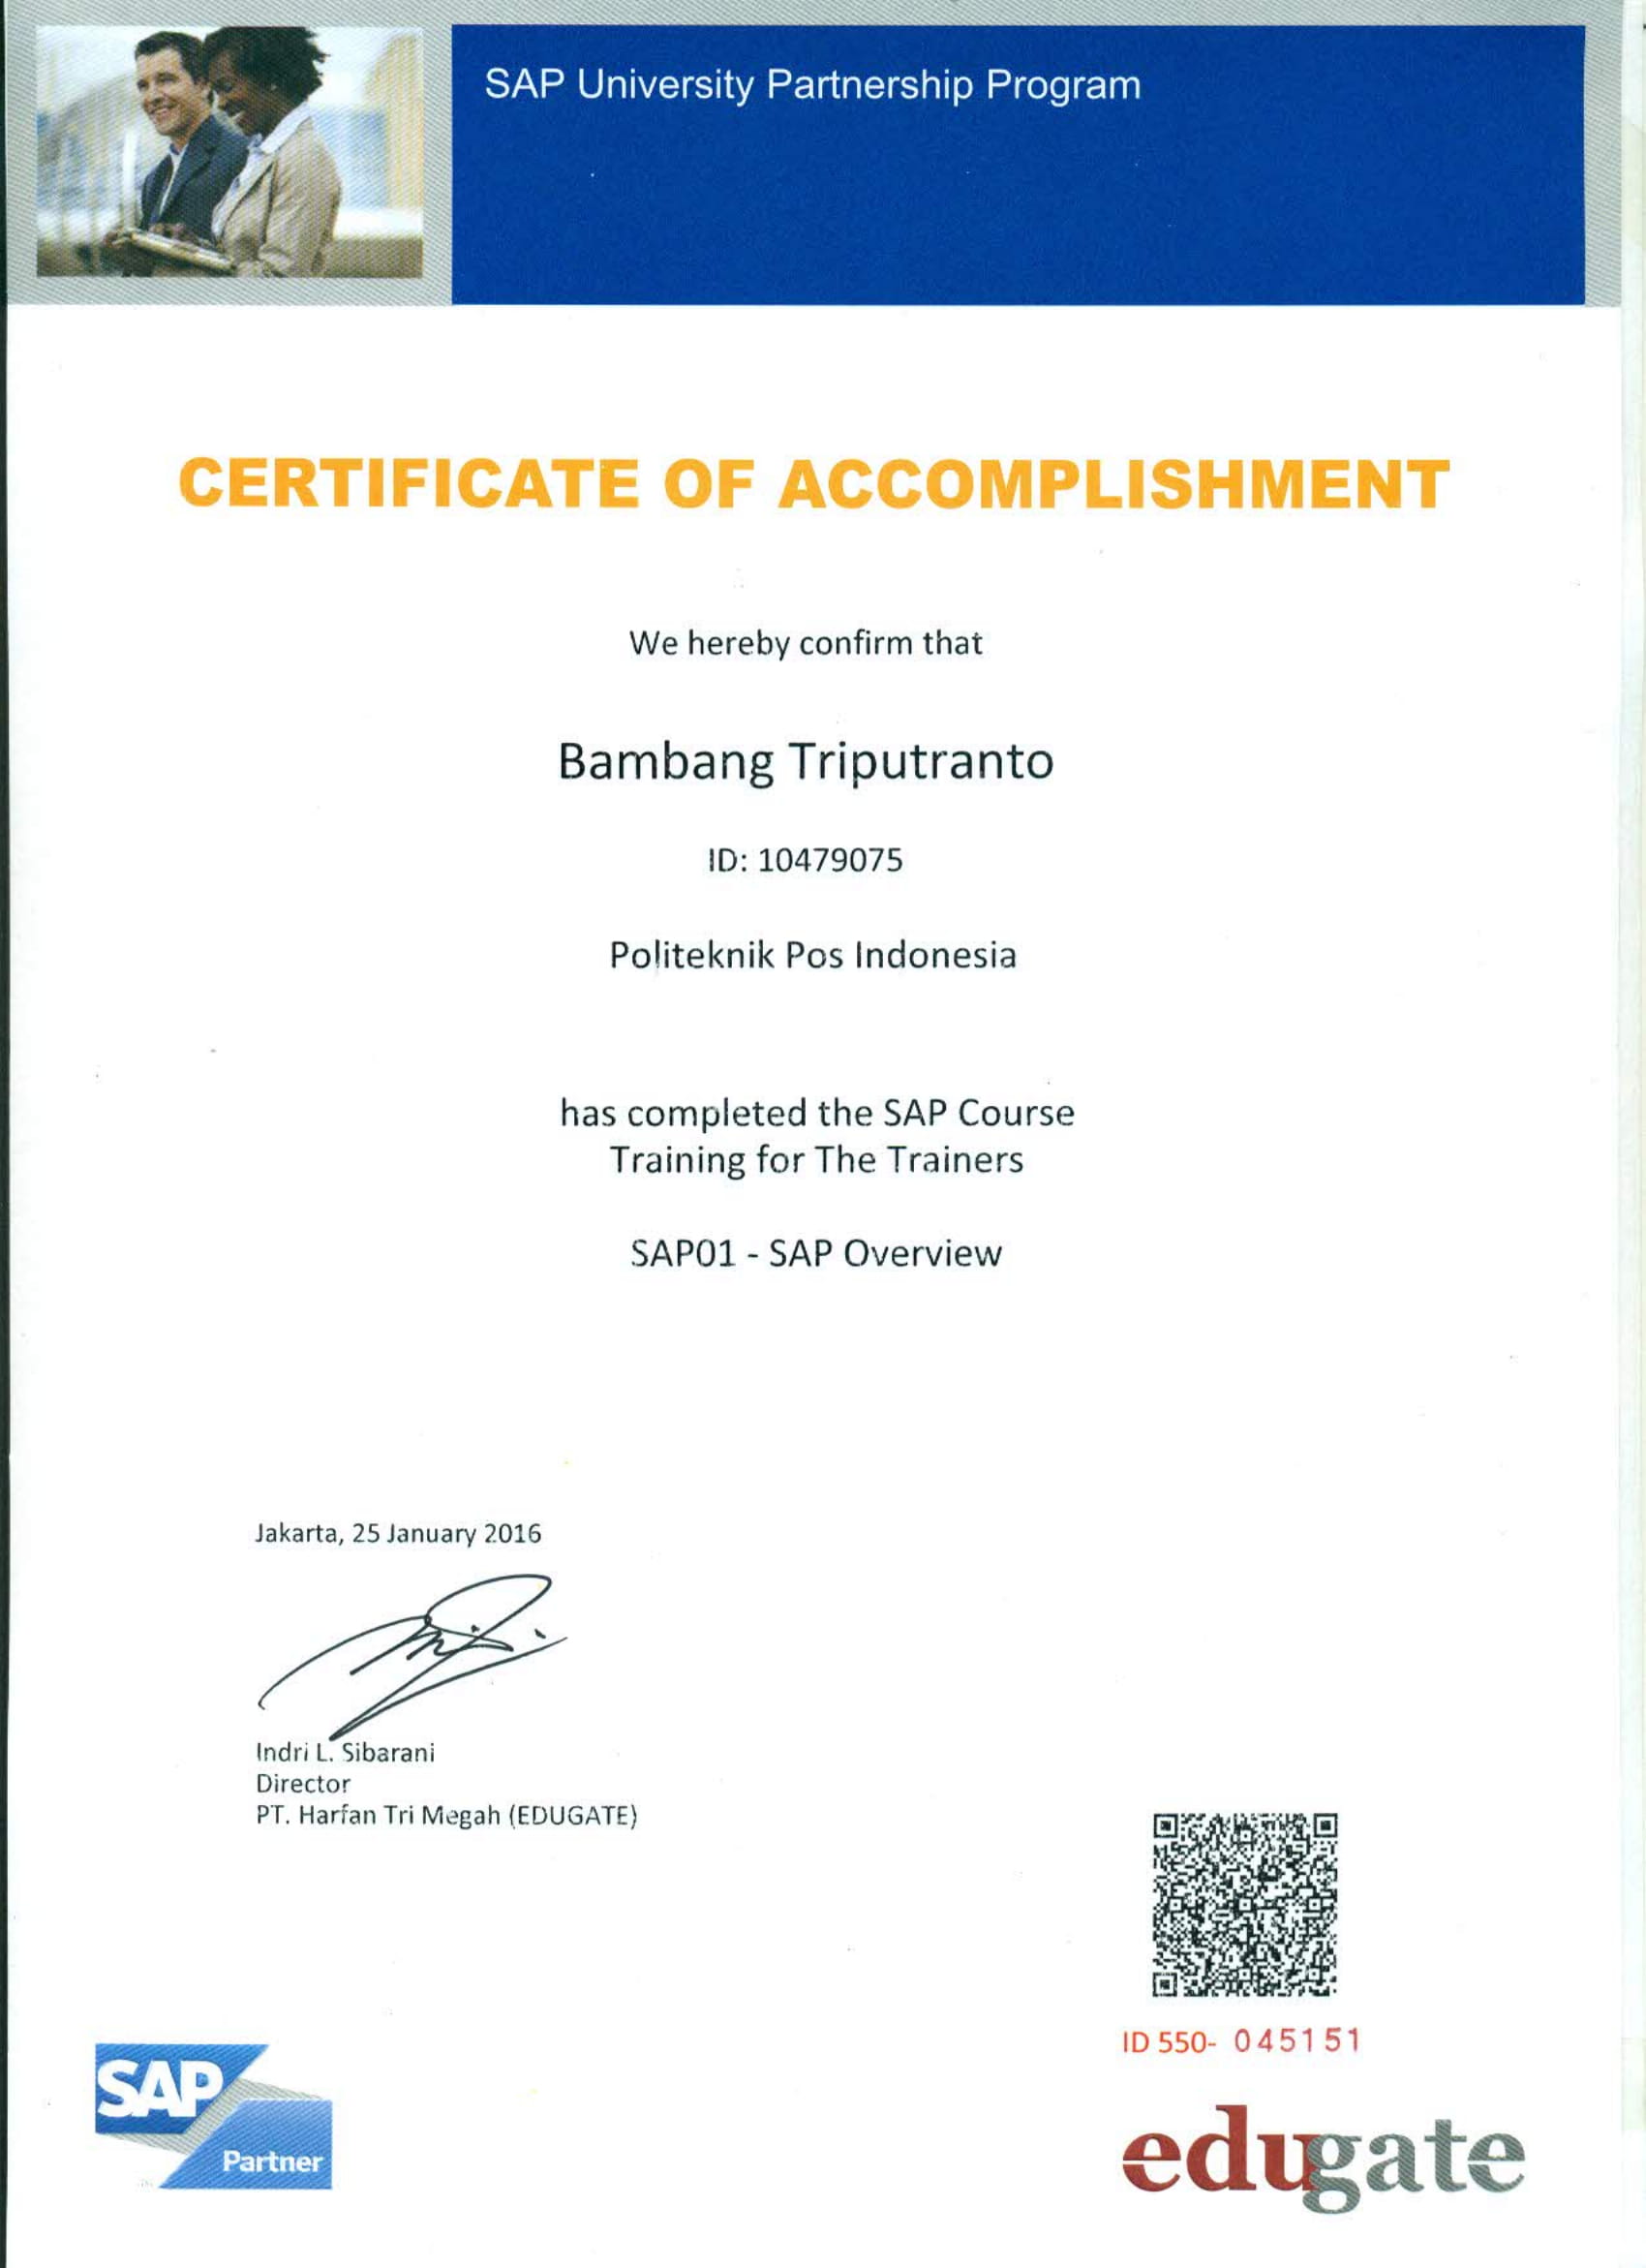 SAP University Partnership Program
CERTIFICATE OF ACCOMPLISHMENT
We hereby confirm that
Bambang Triputranto
ID: 10479075
Politeknik Pos Indonesia
has completed the SAP Course
Training for The Trainers
SAP01 - SAP Overview
Jakarta, 25 January 2016
Indri L. Sibarani
Director
PT. Harfan Tri Megah (EDUGATE)
ID 550- 045151
SAP
Partner
edugate